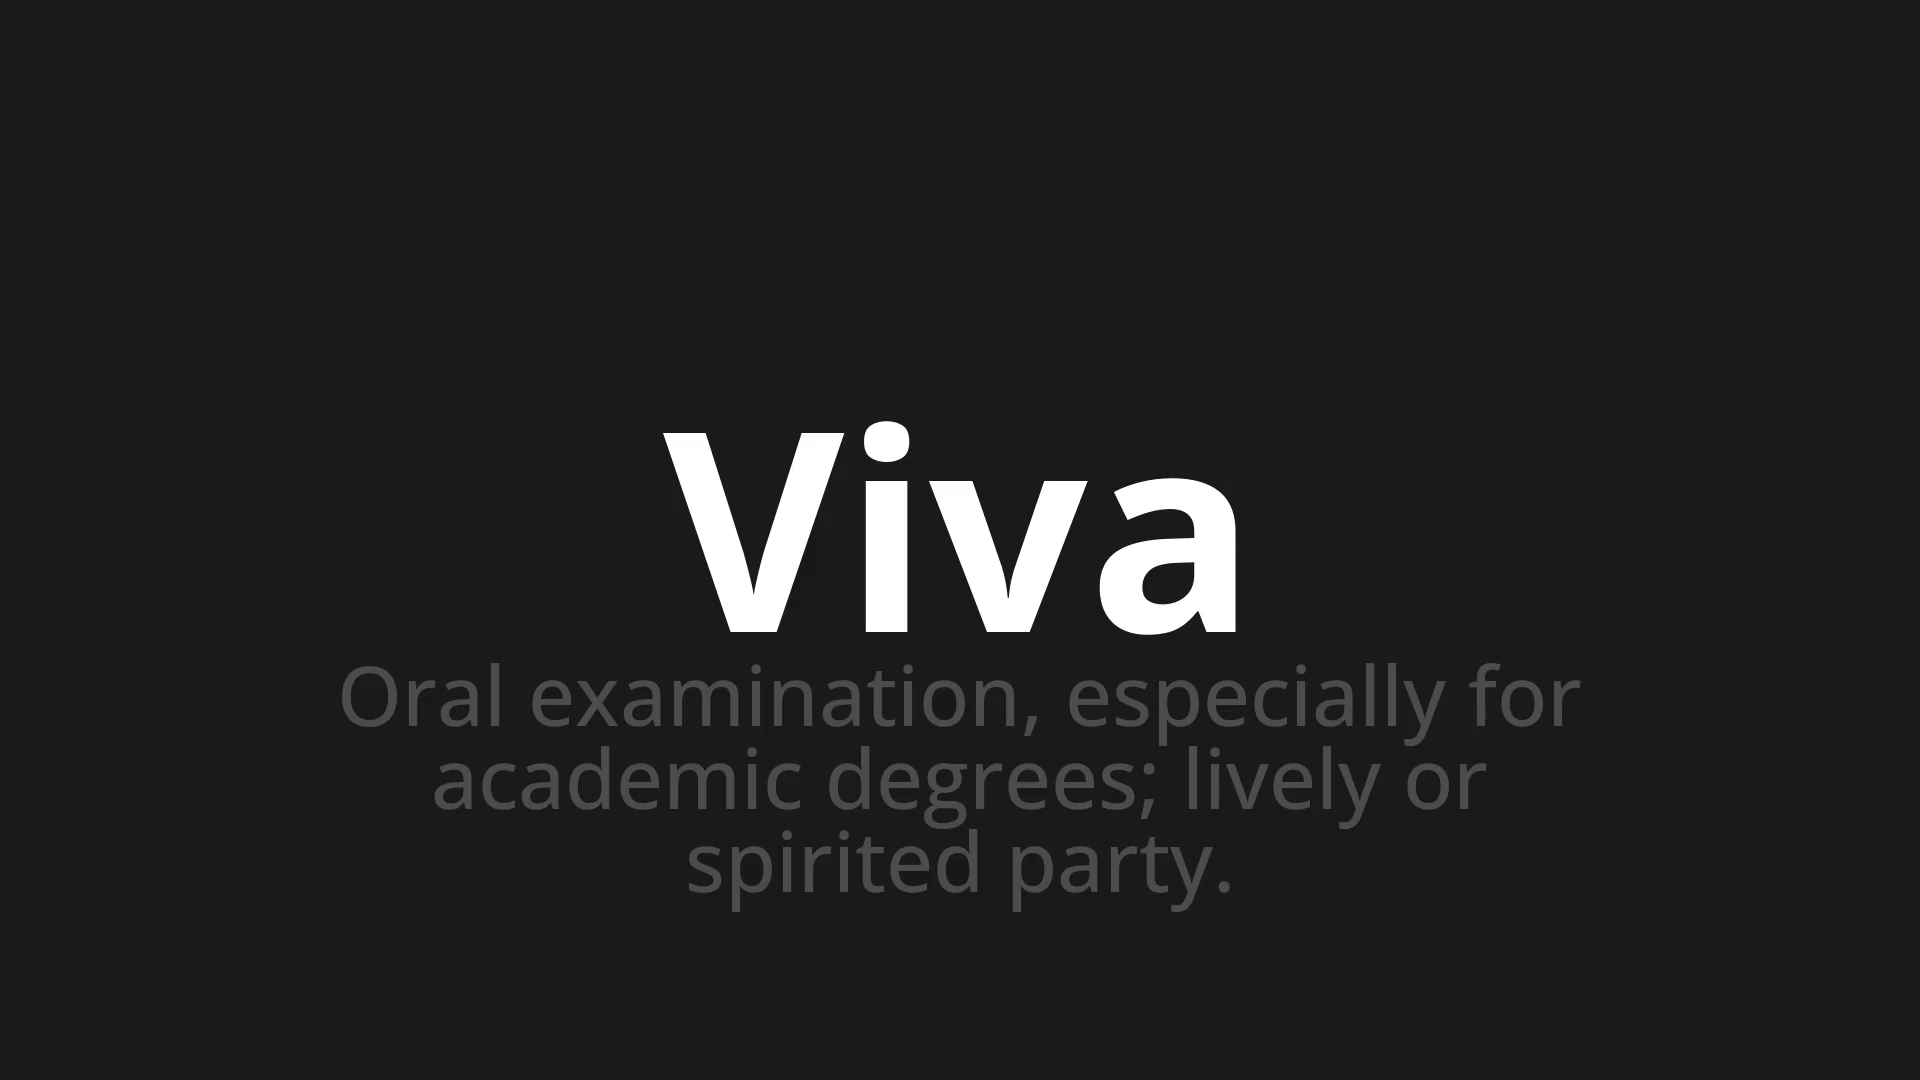 Viva
Oral examination, especially for
academic degrees; lively or
spirited party.